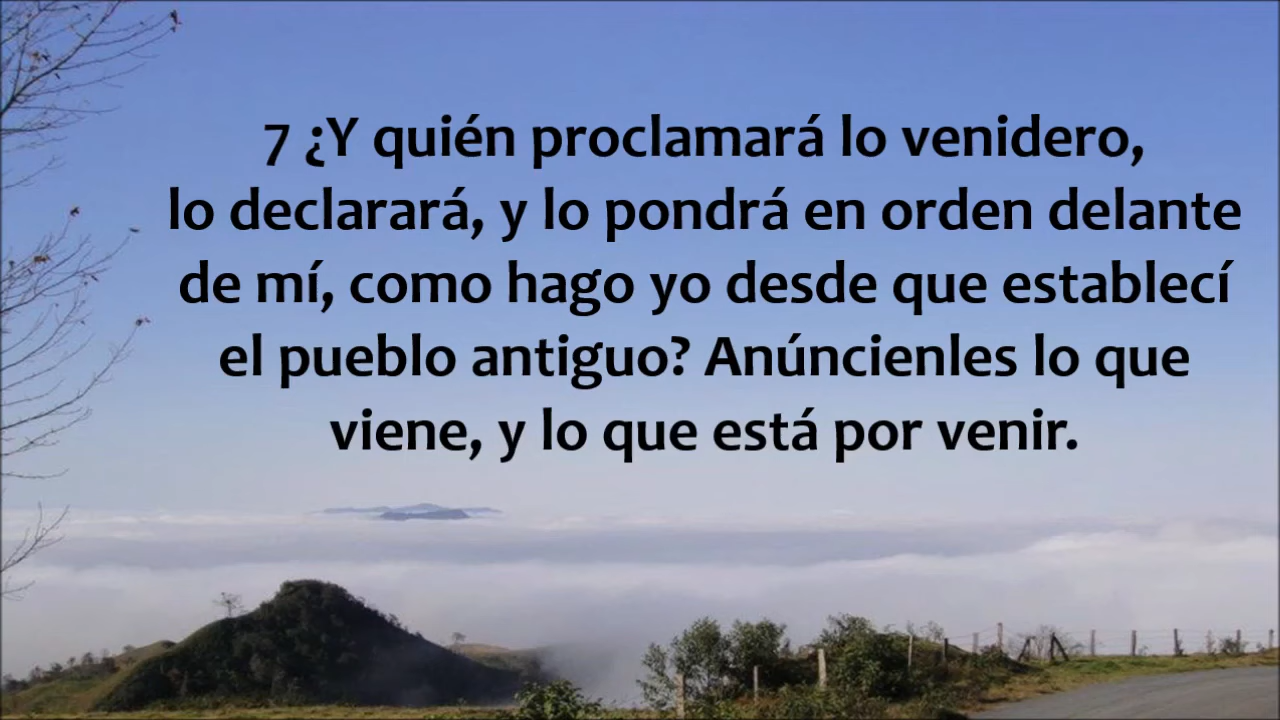 7 ¿Y quién proclamará lo venidero,
lo declarará, y lo pondrá en orden delante
de mí, como hago yo desde que establecí
el pueblo antiguo? Anúncienles lo que
viene, y lo que está por venir.